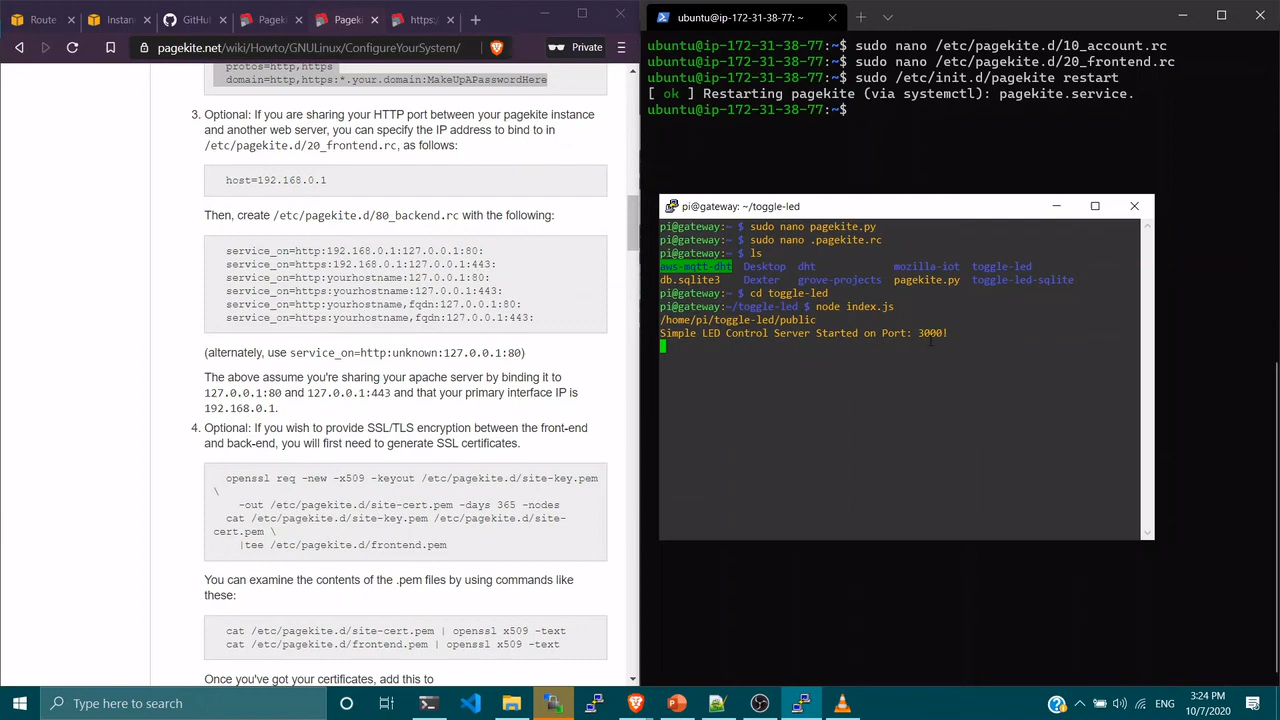 Route
Instanc
GitHub
Pagekit
Pageki
https:/
pagekite.net/wiki/Howto/GNULinux/ConfigureYourSystem/
Private
protos=http,https
domain=http,https:*.your.domain:MakeUpAPasswordHere
3. Optional: If you are sharing your HTTP port between your pagekite instance
and another web server, you can specify the IP address to bind to in
/etc/pagekite.d/20_frontend.rc, as follows:
host=192.168.0.1
Then, create /etc/pagekite.d/80_backend.rc with the following:
service_on=http:192.168.0.1:127.0.0.1:80:
service_on=https:192.168.0.1:127.0.0.1:443:
service_on=http:yourhostname:127.0.0.1:80:
service_on=https:yourhostname:127.0.0.1:443:
service_on=http:yourhostname,fqdn:127.0.0.1:80:
service_on=https:yourhostname,fqdn:127.0.0.1:443:
(alternately, use service_on=http:unknown:127.0.0.1:80)
The above assume you're sharing your apache server by binding it to
127.0.0.1:80 and 127.0.0.1:443 and that your primary interface IP is
192.168.0.1.
4. Optional: If you wish to provide SSL/TLS encryption between the front-end
and back-end, you will first need to generate SSL certificates.
openssl req -new -x509 -keyout /etc/pagekite.d/site-key.pem
\
-out /etc/pagekite.d/site-cert.pem -days 365 -nodes
cat /etc/pagekite.d/site-key.pem /etc/pagekite.d/site-
cert.pem \
|tee /etc/pagekite.d/frontend.pem
You can examine the contents of the .pem files by using commands like
these:
cat /etc/pagekite.d/site-cert.pem | openssl x509 -text
cat /etc/pagekite.d/frontend.pem | openssl x509 -text
Once you've got your certificates, add this to
ubuntu@ip-172-31-38-77: ~
ubuntu@ip-172-31-38-77:~$ sudo nano /etc/pagekite.d/10_account.rc
ubuntu@ip-172-31-38-77:~$ sudo nano /etc/pagekite.d/20_frontend.rc
ubuntu@ip-172-31-38-77:~$ sudo /etc/init.d/pagekite restart
[ ok ] Restarting pagekite (via systemctl): pagekite.service.
ubuntu@ip-172-31-38-77:~$
pi@gateway: ~/toggle-led
pi@gateway:~ $ sudo nano pagekite.py
pi@gateway:~ $ sudo nano .pagekite.rc
pi@gateway:~ $ ls
aws-mqtt-dht Desktop dht mozilla-iot toggle-led
db.sqlite3 Dexter grove-projects pagekite.py toggle-led-sqlite
pi@gateway:~ $ cd toggle-led
pi@gateway:~/toggle-led $ node index.js
/home/pi/toggle-led/public
Simple LED Control Server Started on Port: 3000!
Type here to search
3:24 PM
10/7/2020